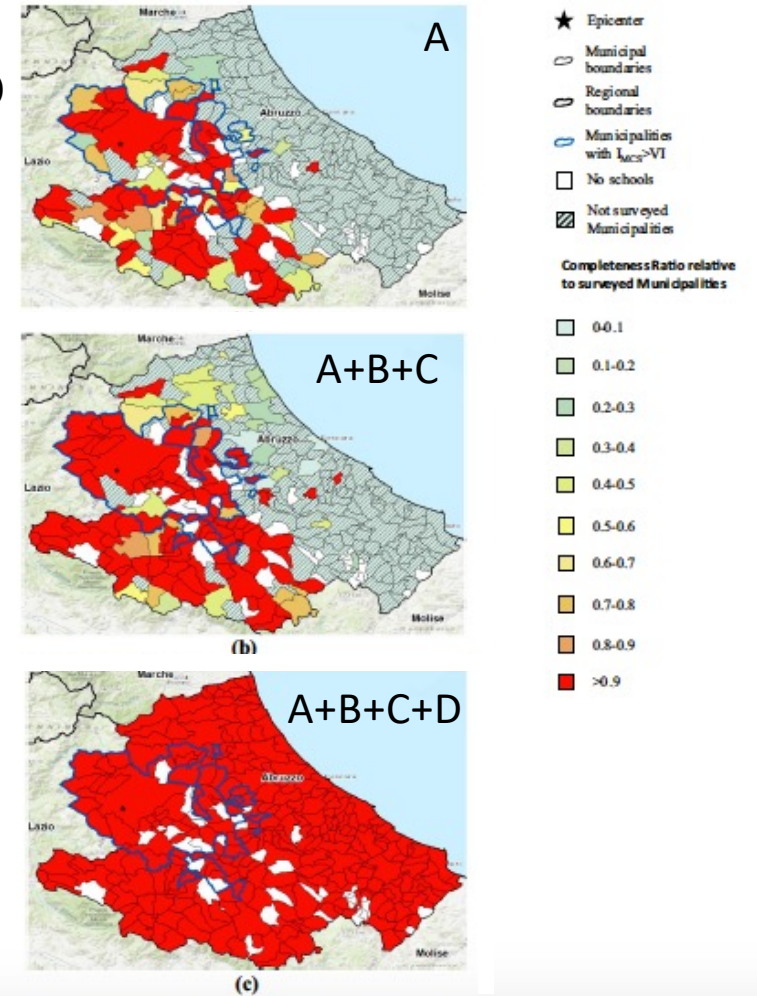 Marche
A
Abruzzo
Lazio
Molise
Marche
A+B+C
Abruzzo
Lazio
Molise
(b)
Marche
A+B+C+D
Abruzzo
Lazio
Molise
(c)
Epicenter
Municipal
boundaries
Regional
boundaries
Municipalities
with IMCS>VI
No schools
Not surveyed
Municipalities
Completeness Ratio relative
to surveyed Municipalities
0-0.1
0.1-0.2
0.2-0.3
0.3-0.4
0.4-0.5
0.5-0.6
0.6-0.7
0.7-0.8
0.8-0.9
>0.9